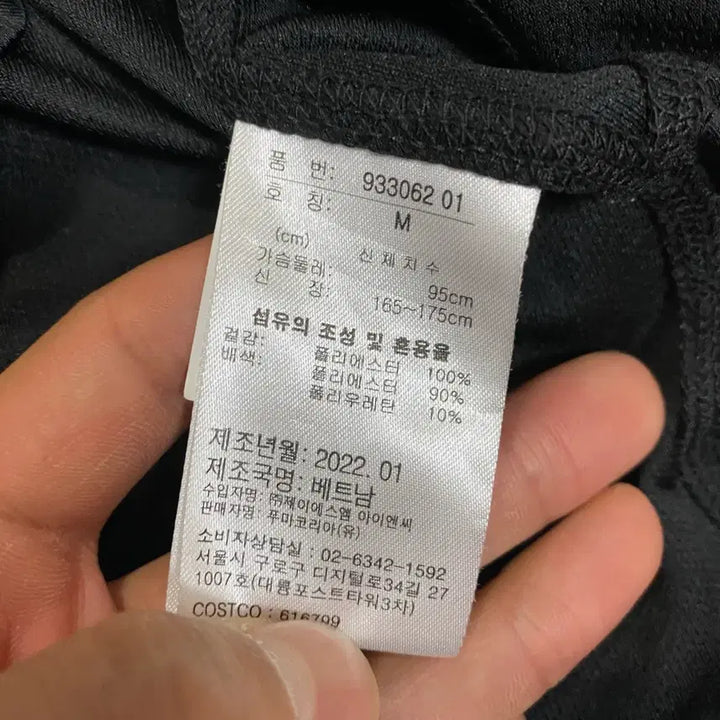 품 번: 933062 01
호 칭: M
(cm) 신체치수
가슴둘레: 95cm
신 장: 165~175cm
섬유의 조성 및 혼용율
겉감: 폴리에스터 100%
배색: 폴리에스터 90%
폴리우레탄 10%
제조년월: 2022. 01
제조국명: 베트남
수입자명: ㈜제이에스엠 아이엔씨
판매자명: 푸마코리아(유)
소비자상담실 : 02-6342-1592
서울시 구로구 디지털로34길 27
1007호(대륭포스트타워3차)
COSTCO : 616799